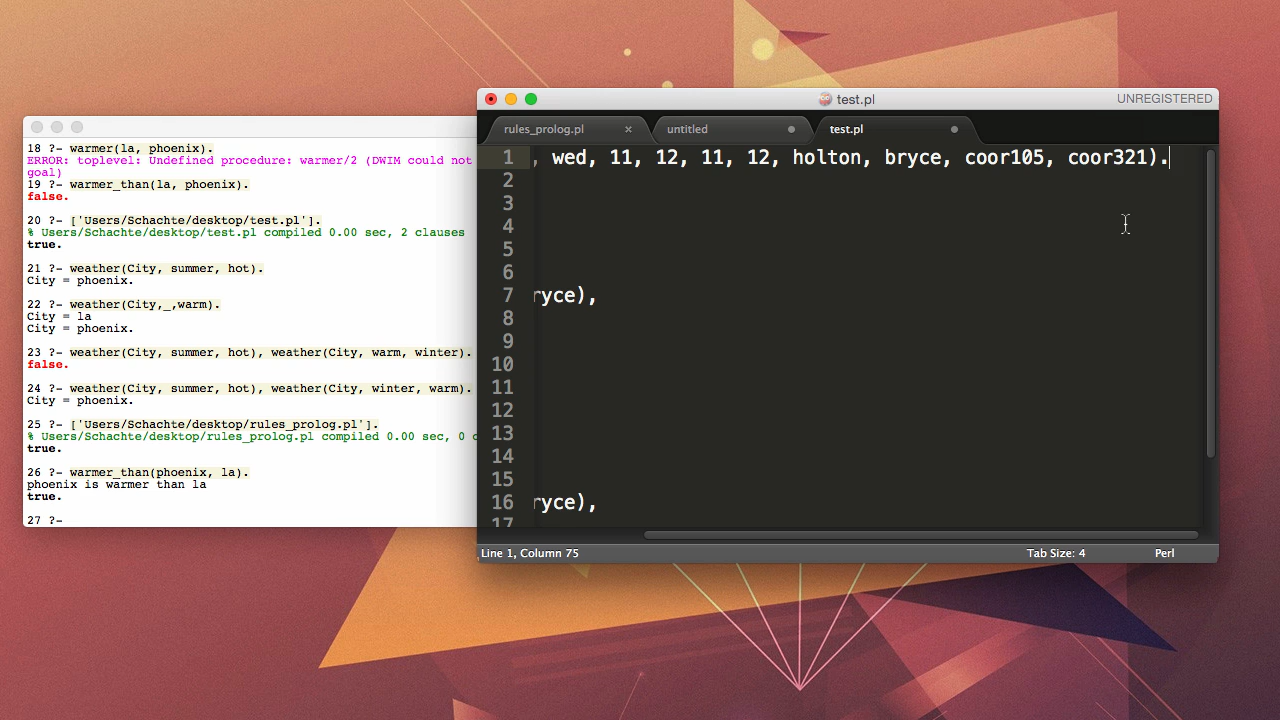 18 ?- warmer(la, phoenix).
ERROR: toplevel: Undefined procedure: warmer/2 (DWIM could not
goal)
19 ?- warmer_than(la, phoenix).
false.
20 ?- ['Users/Schachte/desktop/test.pl'].
% Users/Schachte/desktop/test.pl compiled 0.00 sec, 2 clauses
true.
21 ?- weather(City, summer, hot).
City = phoenix.
22 ?- weather(City,_,warm).
City = la
City = phoenix.
23 ?- weather(City, summer, hot), weather(City, warm, winter).
false.
24 ?- weather(City, summer, hot), weather(City, winter, warm).
City = phoenix.
25 ?- ['Users/Schachte/desktop/rules_prolog.pl'].
% Users/Schachte/desktop/rules_prolog.pl compiled 0.00 sec, 0 c
true.
26 ?- warmer_than(phoenix, la).
phoenix is warmer than la
true.
27 ?-
test.pl
UNREGISTERED
rules_prolog.pl × untitled test.pl
1 , wed, 11, 12, 11, 12, holton, bryce, coor105, coor321).
2
3
4
5
6
7 ryce),
8
9
10
11
12
13
14
15
16 ryce),
17
Line 1, Column 75 Tab Size: 4 Perl